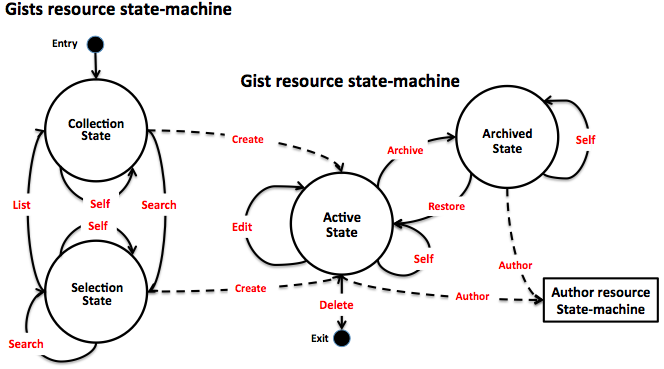 Gists resource state-machine
Entry
Gist resource state-machine
Collection
State
Create
Archive
Archived
State
Self
List
Self
Search
Self
Restore
Edit
Active
State
Self
Selection
State
Create
Delete
Author
Author
Author resource
State-machine
Search
Exit